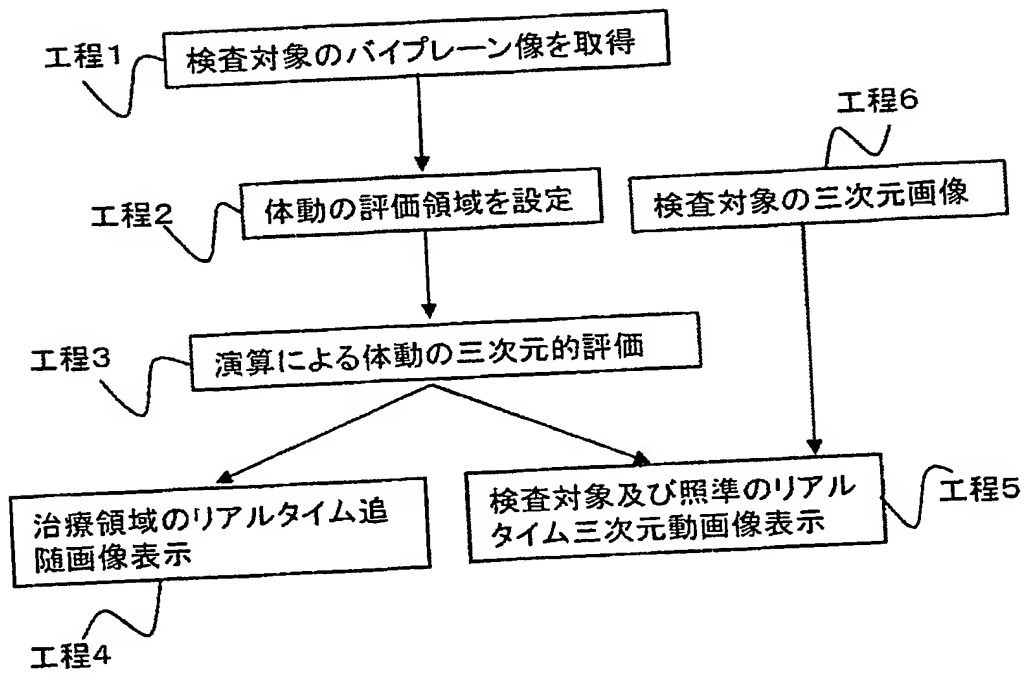 工程1
検査対象のバイプレーン像を取得
工程6
工程2
体動の評価領域を設定
検査対象の三次元画像
工程3
演算による体動の三次元的評価
治療領域のリアルタイム追
随画像表示
検査対象及び照準のリアル
タイム三次元動画像表示
工程5
工程4